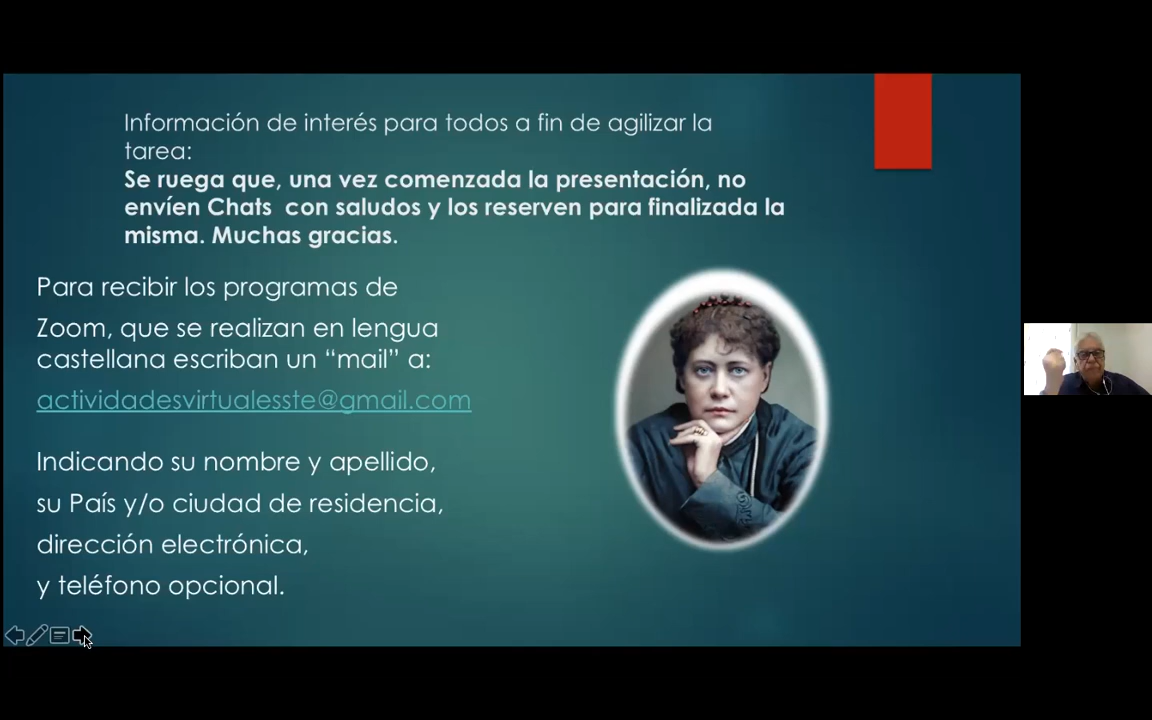 Información de interés para todos a fin de agilizar la
tarea:
Se ruega que, una vez comenzada la presentación, no
envíen Chats  con saludos y los reserven para finalizada la
misma. Muchas gracias.
Para recibir los programas de
Zoom, que se realizan en lengua
castellana escriban un “mail” a:
actividadesvirtualesste@gmail.com
Indicando su nombre y apellido,
su País y/o ciudad de residencia,
dirección electrónica,
y teléfono opcional.